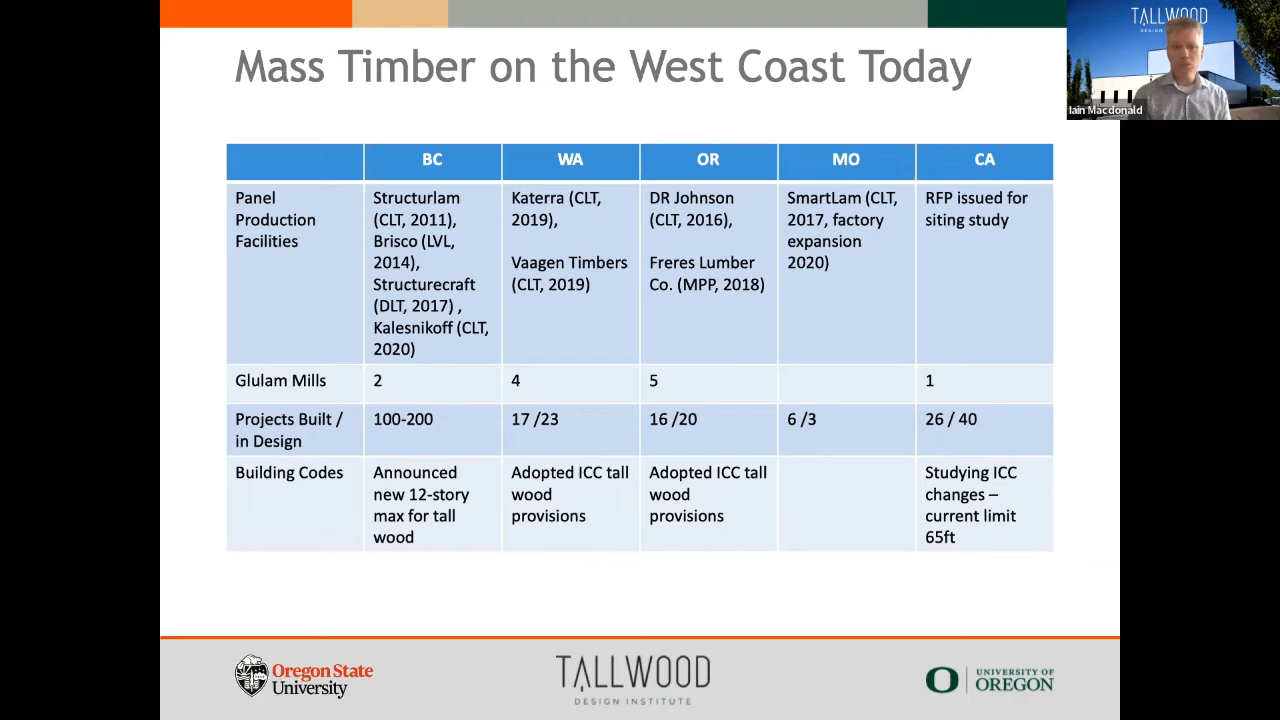 TALLWOOD
Iain Macdonald
Mass Timber on the West Coast Today
BC WA OR MO CA
Panel
Production
Facilities
Structurlam
(CLT, 2011),
Brisco (LVL,
2014),
Structurecraft
(DLT, 2017) ,
Kalesnikoff (CLT,
2020)
Katerra (CLT,
2019),
Vaagen Timbers
(CLT, 2019)
DR Johnson
(CLT, 2016),
Freres Lumber
Co. (MPP, 2018)
SmartLam (CLT,
2017, factory
expansion
2020)
RFP issued for
siting study
Glulam Mills 2 4 5 1
Projects Built /
in Design
100-200
17 /23
16 /20
6 /3
26 / 40
Building Codes
Announced
new 12-story
max for tall
wood
Adopted ICC tall
wood
provisions
Adopted ICC tall
wood
provisions
Studying ICC
changes –
current limit
65ft
Oregon State
University
TALLWOOD
DESIGN INSTITUTE
O
UNIVERSITY OF
OREGON